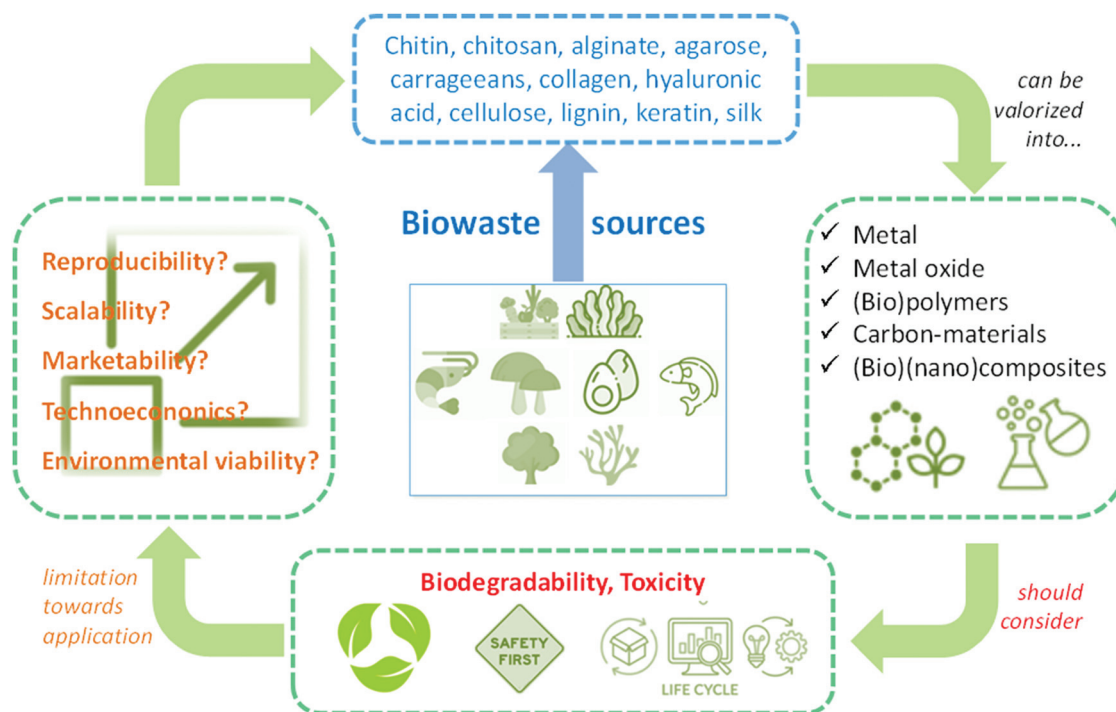 Chitin, chitosan, alginate, agarose,
carrageeans, collagen, hyaluronic
acid, cellulose, lignin, keratin, silk
can be
valorized
into...
Biowaste sources
Reproducibility?
Scalability?
Marketability?
Technoecononics?
Environmental viability?
✓ Metal
✓ Metal oxide
✓ (Bio)polymers
✓ Carbon-materials
✓ (Bio)(nano)composites
limitation
towards
application
Biodegradability, Toxicity
SAFETY
FIRST
LIFE CYCLE
should
consider